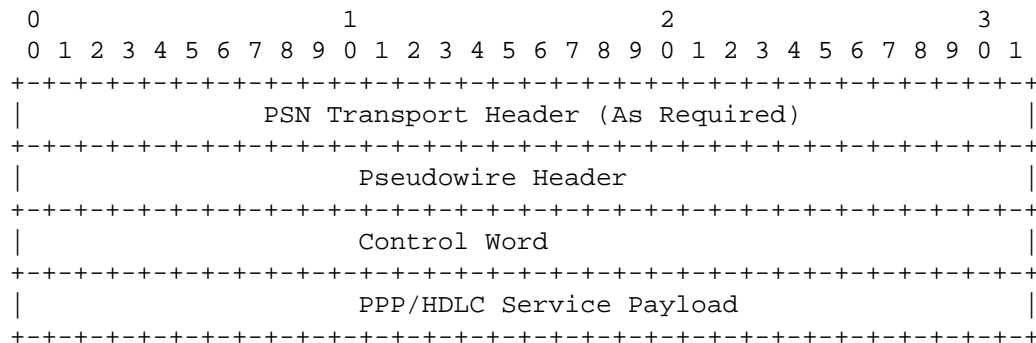 0                   1                   2                   3
 0 1 2 3 4 5 6 7 8 9 0 1 2 3 4 5 6 7 8 9 0 1 2 3 4 5 6 7 8 9 0 1
+-+-+-+-+-+-+-+-+-+-+-+-+-+-+-+-+-+-+-+-+-+-+-+-+-+-+-+-+-+-+-+-+
|               PSN Transport Header (As Required)              |
+-+-+-+-+-+-+-+-+-+-+-+-+-+-+-+-+-+-+-+-+-+-+-+-+-+-+-+-+-+-+-+-+
|                     Pseudowire Header                         |
+-+-+-+-+-+-+-+-+-+-+-+-+-+-+-+-+-+-+-+-+-+-+-+-+-+-+-+-+-+-+-+-+
|                     Control Word                              |
+-+-+-+-+-+-+-+-+-+-+-+-+-+-+-+-+-+-+-+-+-+-+-+-+-+-+-+-+-+-+-+-+
|                     PPP/HDLC Service Payload                  |
+-+-+-+-+-+-+-+-+-+-+-+-+-+-+-+-+-+-+-+-+-+-+-+-+-+-+-+-+-+-+-+-+